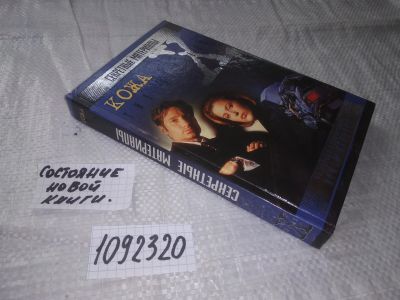 СЕКРЕТНЫЕ МАТЕРИАЛЫ
КОЖА
СЕКРЕТНЫЕ МАТЕРИАЛЫ
СОСТОЯНИЕ
НОВОЙ
КНИГИ.
1092320